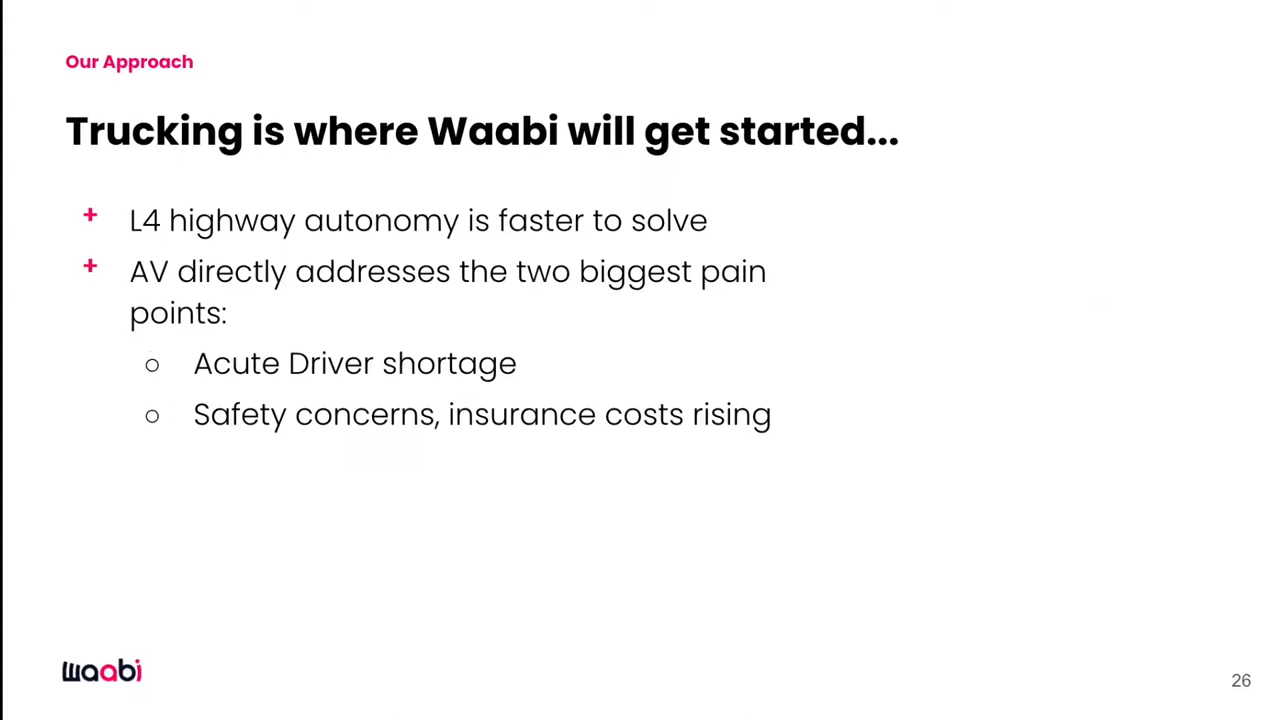 Our Approach
Trucking is where Waabi will get started...
+ L4 highway autonomy is faster to solve
+ AV directly addresses the two biggest pain
points:
○ Acute Driver shortage
○ Safety concerns, insurance costs rising
waabi
26